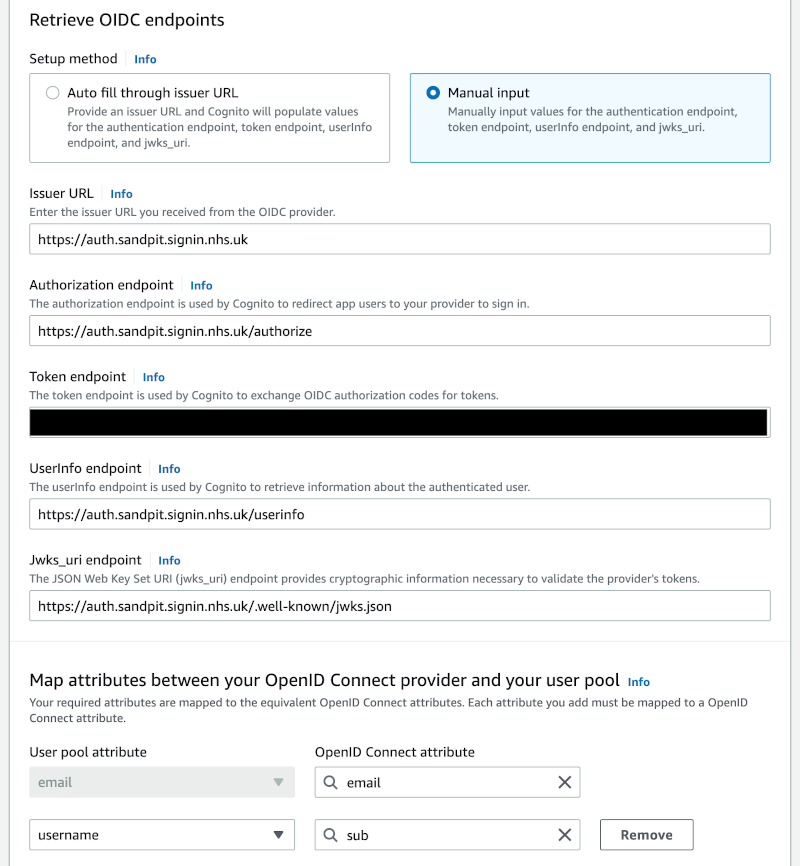 Retrieve OIDC endpoints
Setup method Info
Auto fill through issuer URL
Provide an issuer URL and Cognito will populate values
for the authentication endpoint, token endpoint, userInfo
endpoint, and jwks_uri.
Manual input
Manually input values for the authentication endpoint,
token endpoint, userInfo endpoint, and jwks_uri.
Issuer URL Info
Enter the issuer URL you received from the OIDC provider.
https://auth.sandpit.signin.nhs.uk
Authorization endpoint Info
The authorization endpoint is used by Cognito to redirect app users to your provider to sign in.
https://auth.sandpit.signin.nhs.uk/authorize
Token endpoint Info
The token endpoint is used by Cognito to exchange OIDC authorization codes for tokens.
UserInfo endpoint Info
The userInfo endpoint is used by Cognito to retrieve information about the authenticated user.
https://auth.sandpit.signin.nhs.uk/userinfo
Jwks_uri endpoint Info
The JSON Web Key Set URI (jwks_uri) endpoint provides cryptographic information necessary to validate the provider's tokens.
https://auth.sandpit.signin.nhs.uk/.well-known/jwks.json
Map attributes between your OpenID Connect provider and your user pool Info
Your required attributes are mapped to the equivalent OpenID Connect attributes. Each attribute you add must be mapped to a OpenID
Connect attribute.
User pool attribute OpenID Connect attribute
email email
username sub Remove